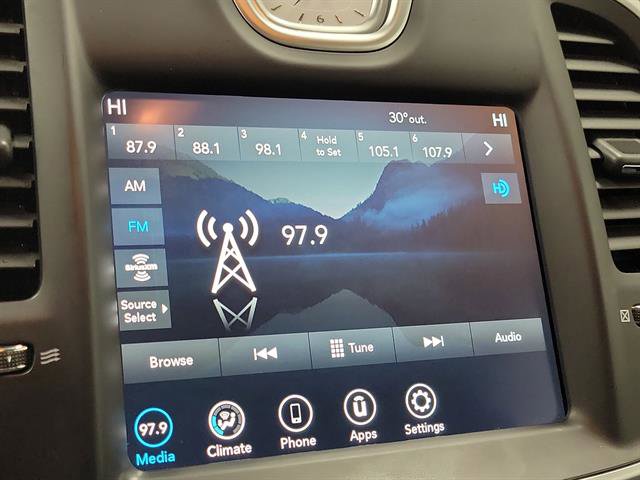 6
HI
30° out.
HI
1 87.9
2 88.1
3 98.1
4 Hold to Set
5 105.1
6 107.9
AM
HD
FM
97.9
SiriusXM
Source
Select
Browse
Tune
Audio
97.9
Media
Climate
Phone
Apps
Settings